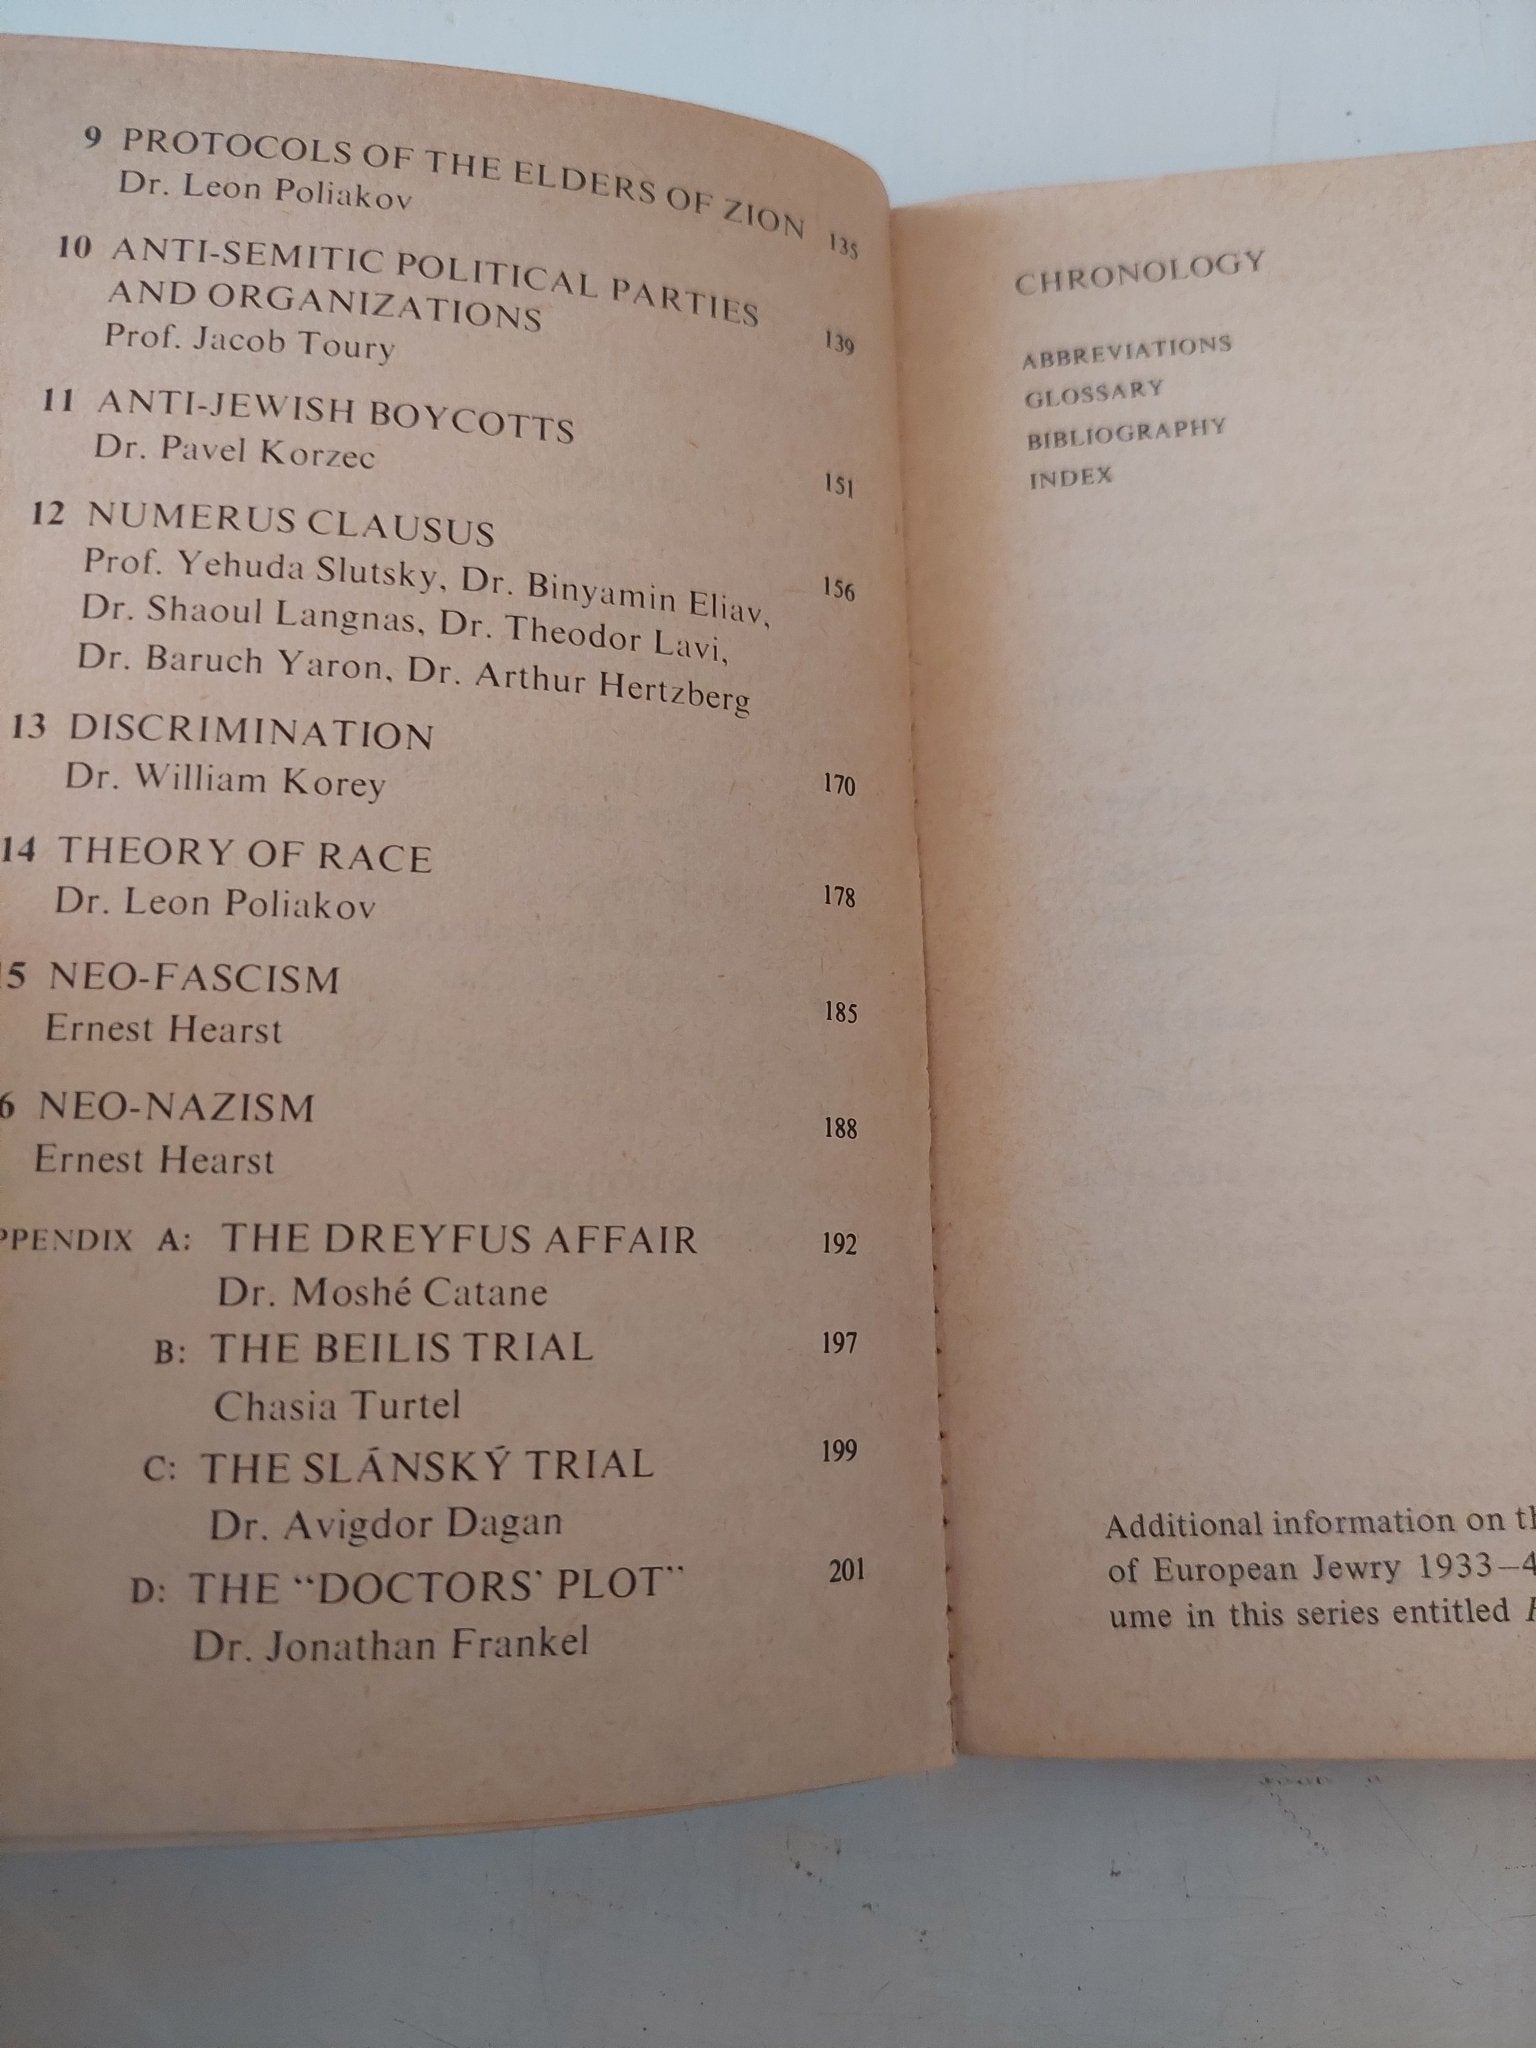 9 PROTOCOLS OF THE ELDERS OF ZION 135
Dr. Leon Poliakov
10 ANTI-SEMITIC POLITICAL PARTIES
AND ORGANIZATIONS 139
Prof. Jacob Toury
11 ANTI-JEWISH BOYCOTTS
Dr. Pavel Korzec 151
12 NUMERUS CLAUSUS
Prof. Yehuda Slutsky, Dr. Binyamin Eliav, 156
Dr. Shaoul Langnas, Dr. Theodor Lavi,
Dr. Baruch Yaron, Dr. Arthur Hertzberg
13 DISCRIMINATION
Dr. William Korey 170
14 THEORY OF RACE
Dr. Leon Poliakov 178
15 NEO-FASCISM
Ernest Hearst 185
6 NEO-NAZISM
Ernest Hearst 188
PPENDIX A: THE DREYFUS AFFAIR 192
Dr. Moshé Catane
B: THE BEILIS TRIAL 197
Chasia Turtel
C: THE SLÁNSKÝ TRIAL 199
Dr. Avigdor Dagan
D: THE "DOCTORS' PLOT" 201
Dr. Jonathan Frankel
CHRONOLOGY
ABBREVIATIONS
GLOSSARY
BIBLIOGRAPHY
INDEX
Additional information on th
of European Jewry 1933–4
ume in this series entitled